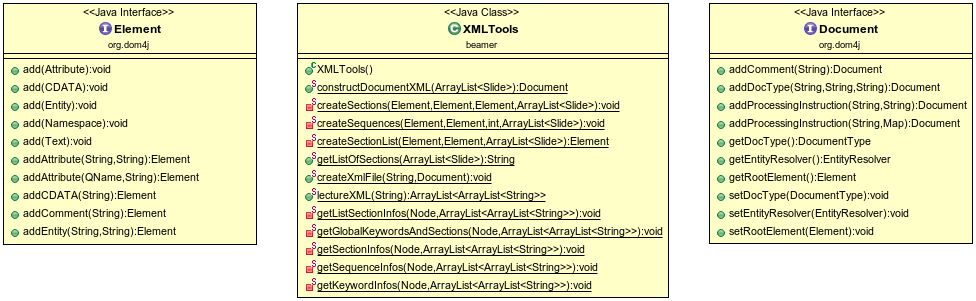 <<Java Interface>>
Element
org.dom4j
add(Attribute):void
add(CDATA):void
add(Entity):void
add(Namespace):void
add(Text):void
addAttribute(String,String):Element
addAttribute(QName,String):Element
addCDATA(String):Element
addComment(String):Element
addEntity(String,String):Element
<<Java Class>>
XMLTools
beamer
XMLTools()
constructDocumentXML(ArrayList<Slide>):Document
createSections(Element,Element,Element,ArrayList<Slide>):void
createSequences(Element,Element,int,ArrayList<Slide>):void
createSectionList(Element,Element,ArrayList<Slide>):Element
getListOfSections(ArrayList<Slide>):String
createXmlFile(String,Document):void
lectureXML(String):ArrayList<ArrayList<String>>
getListSectionInfos(Node,ArrayList<ArrayList<String>>):void
getGlobalKeywordsAndSections(Node,ArrayList<ArrayList<String>>):void
getSectionInfos(Node,ArrayList<ArrayList<String>>):void
getSequenceInfos(Node,ArrayList<ArrayList<String>>):void
getKeywordInfos(Node,ArrayList<ArrayList<String>>):void
<<Java Interface>>
Document
org.dom4j
addComment(String):Document
addDocType(String,String,String):Document
addProcessingInstruction(String,String):Document
addProcessingInstruction(String,Map):Document
getDocType():DocumentType
getEntityResolver():EntityResolver
getRootElement():Element
setDocType(DocumentType):void
setEntityResolver(EntityResolver):void
setRootElement(Element):void